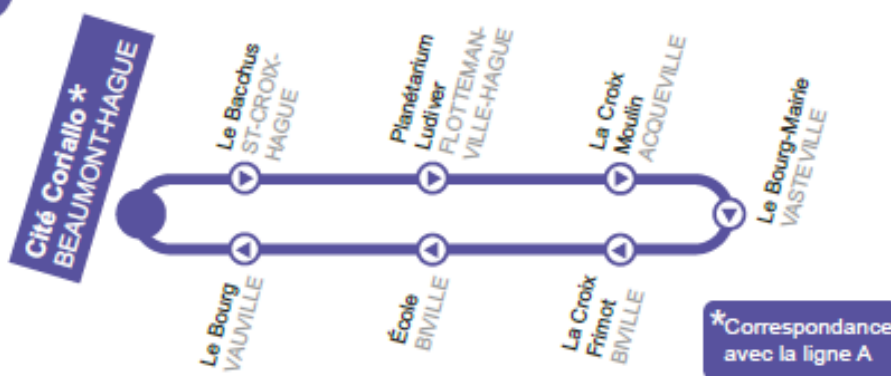 Cité Coriallo *
BEAUMONT-HAGUE
Le Bacchus
ST-CROIX-
HAGUE
Planétarium
Ludiver
FLOTTEMAN-
VILLE-HAGUE
La Croix
Moulin
ACQUEVILLE
Le Bourg-Mairie
VASTEVILLE
Le Bourg
VAUVILLE
École
BIVILLE
La Croix
Frimot
BIVILLE
*Correspondance
avec la ligne A